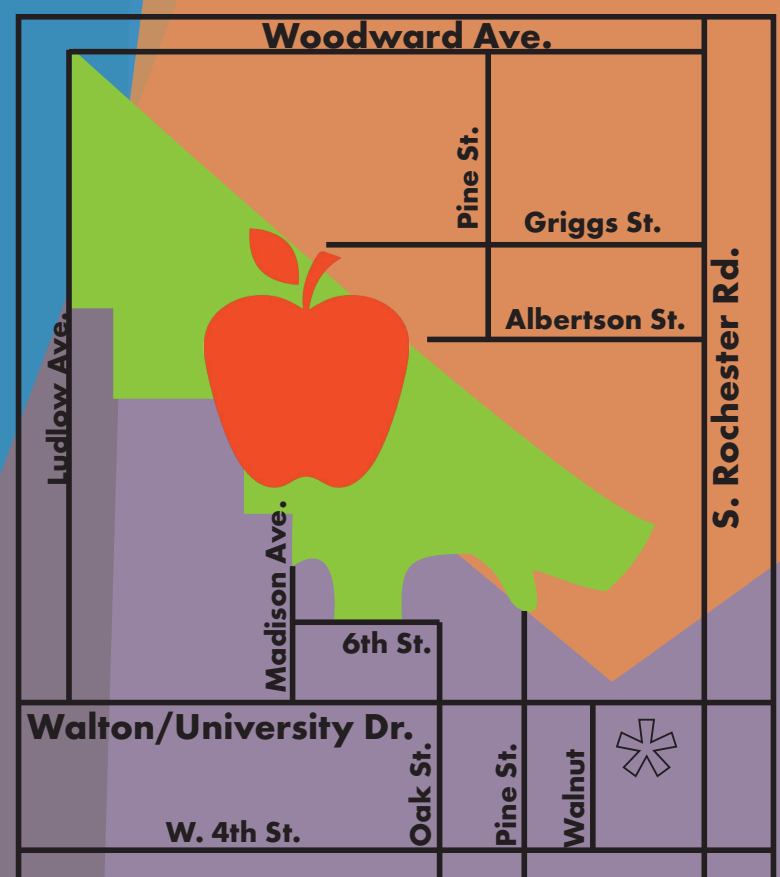 Woodward Ave.
Pine St.
Griggs St.
S. Rochester Rd.
Albertson St.
Ludlow Ave.
Madison Ave.
6th St.
Walton/University Dr.
Oak St.
Pine St.
Walnut
W. 4th St.